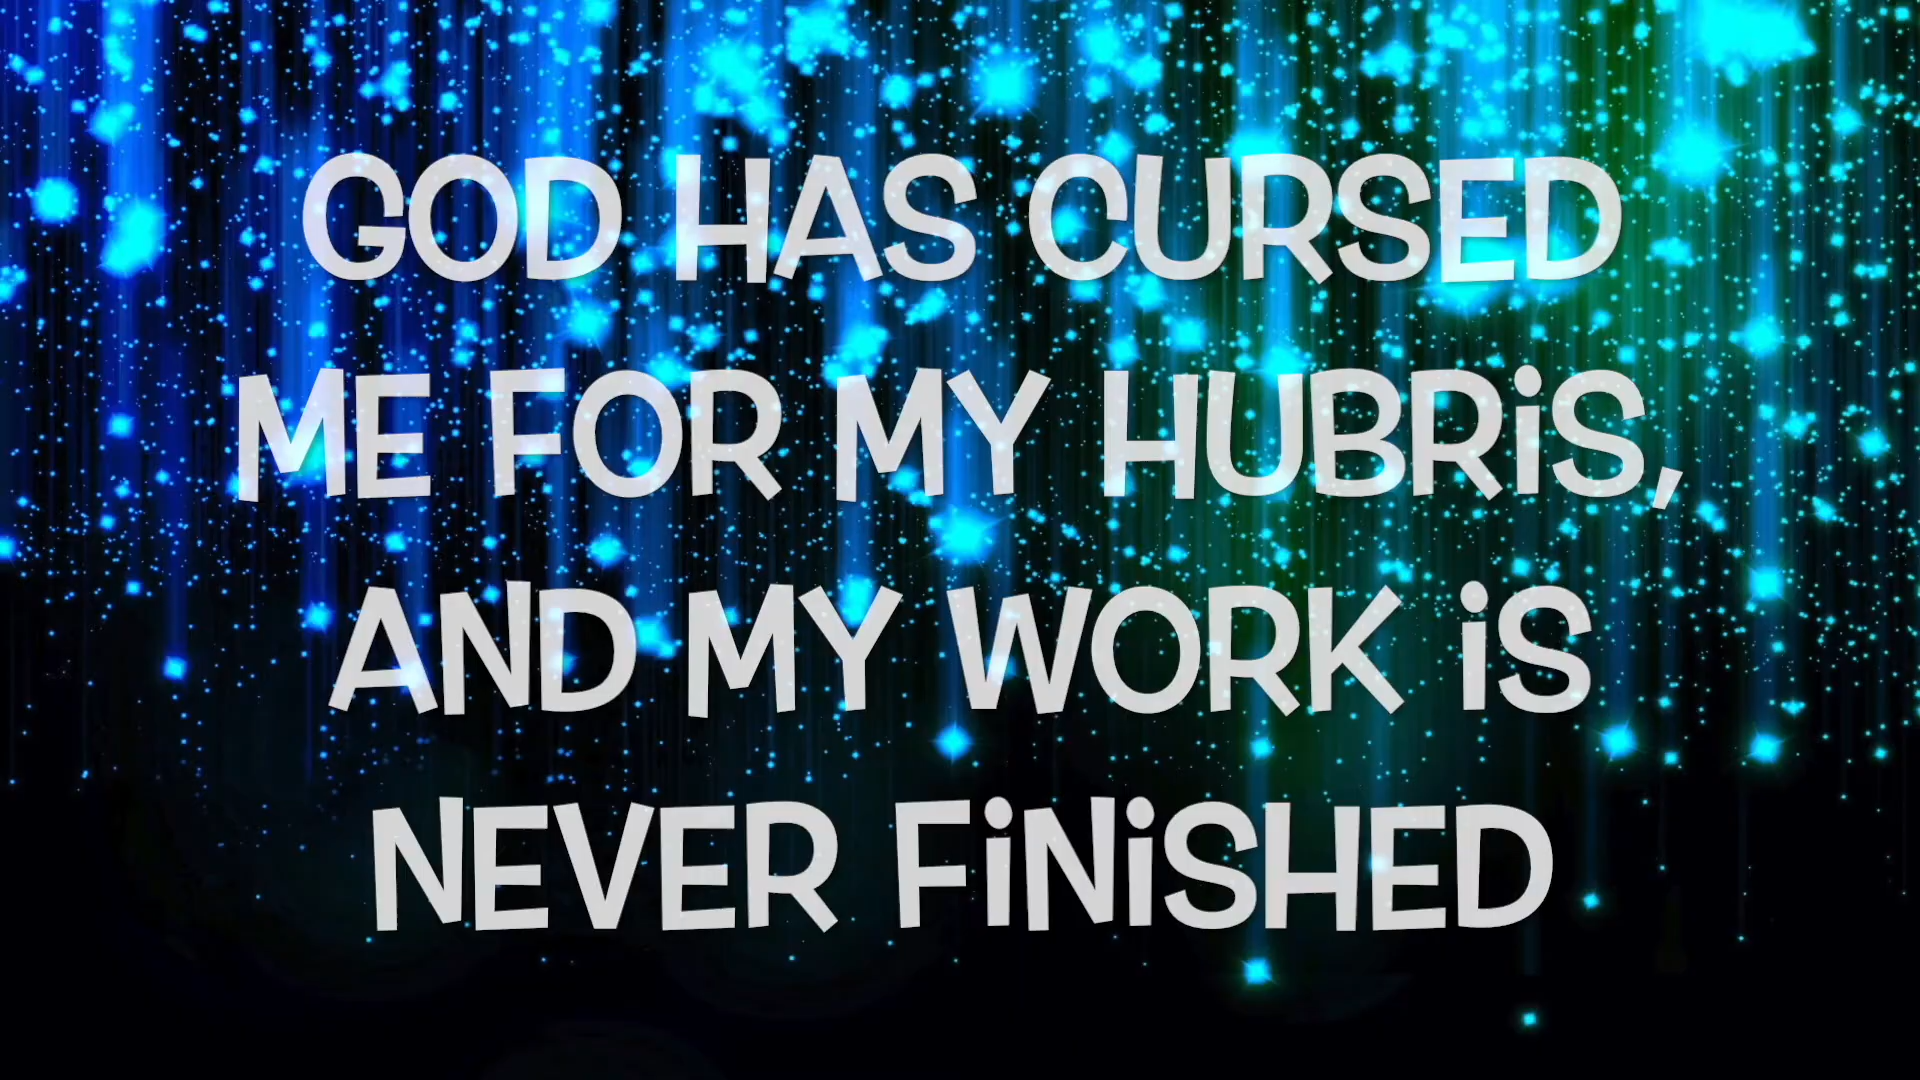 GOD HAS CURSED
ME FOR MY HUBRiS,
AND MY WORK iS
NEVER FiNiSHED